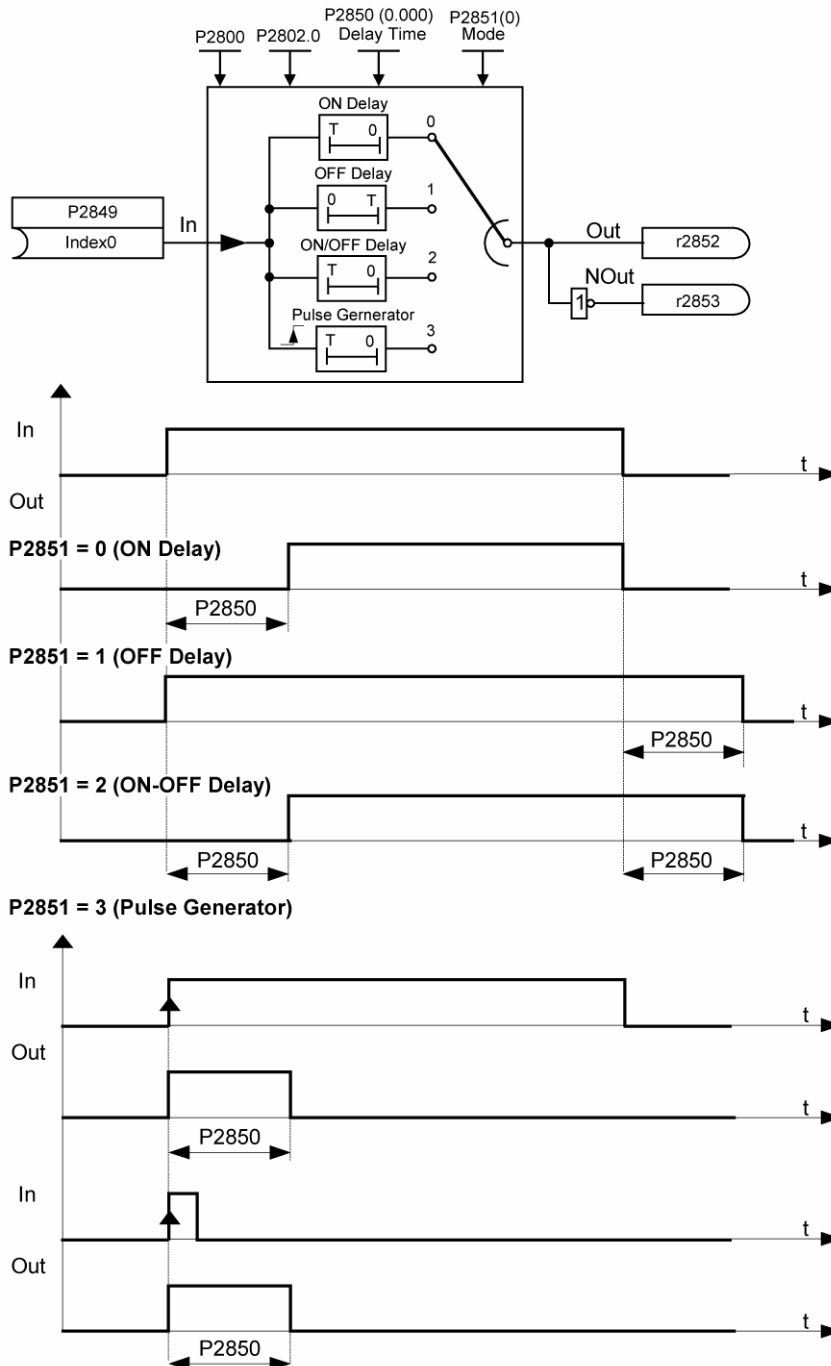 P2800 P2802.0 P2850 (0.000) P2851(0)
Delay Time Mode
ON Delay
T 0
0
OFF Delay
0 T
1
P2849
Index0
In
ON/OFF Delay
T 0
2
Out
r2852
NOut
1
r2853
Pulse Gernerator
T 0
3
In
t
Out
P2851 = 0 (ON Delay)
t
P2850
P2851 = 1 (OFF Delay)
t
P2850
P2851 = 2 (ON-OFF Delay)
t
P2850 P2850
P2851 = 3 (Pulse Generator)
In
t
Out
t
P2850
In
t
Out
t
P2850